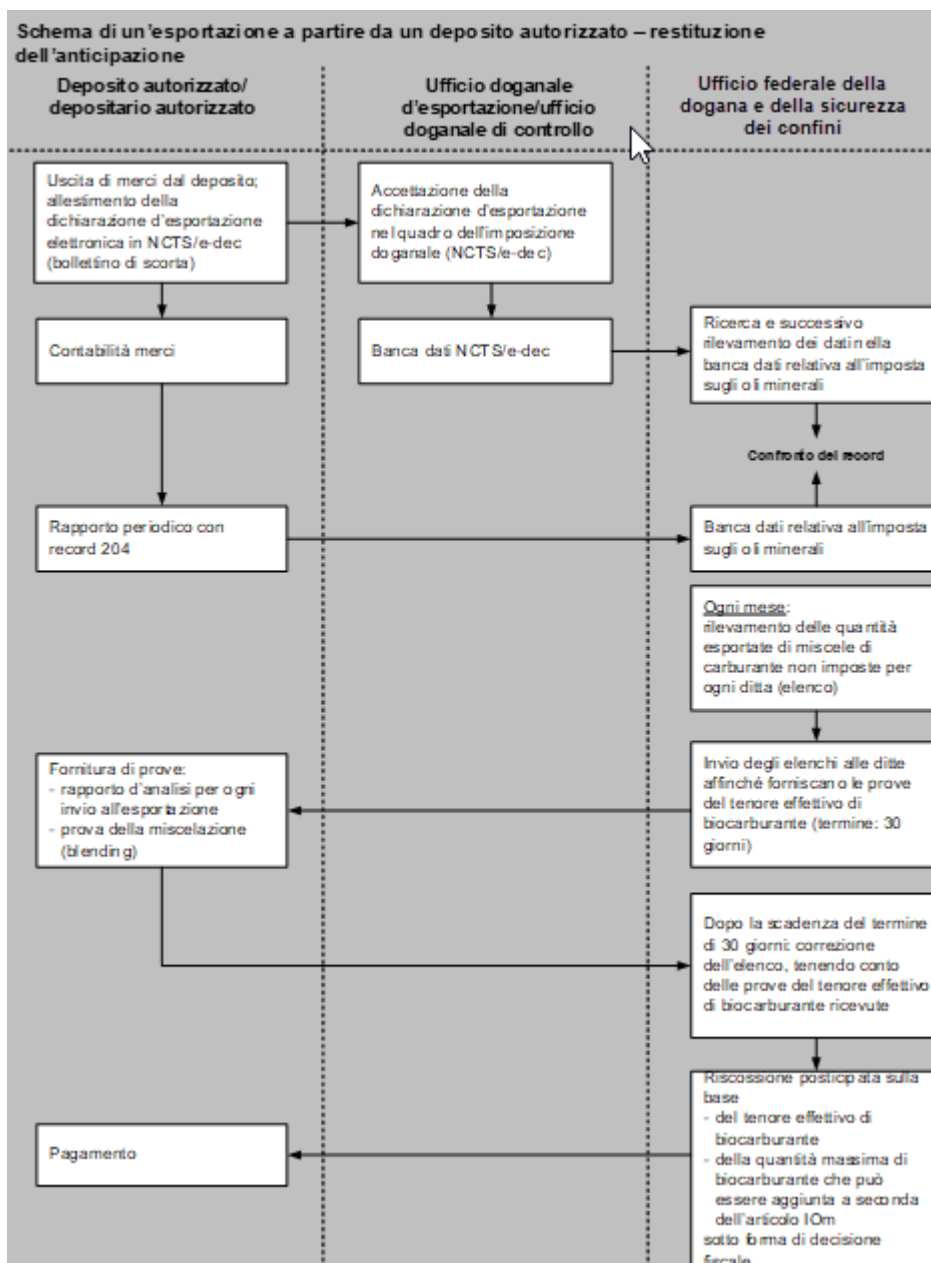 Schema di un'esportazione a partire da un deposito autorizzato – restituzione
dell'anticipazione
Deposito autorizzato/
depositario autorizzato
Ufficio doganale
d'esportazione/ufficio
doganale di controllo
Ufficio federale della
dogana e della sicurezza
dei confini
Uscita di merci dal deposito;
allestimento della
dichiarazione d'esportazione
elettronica in NCTS/e-dec
(bollettino di scorta)
Accettazione della
dichiarazione d'esportazione
nel quadro dell'imposizione
doganale (NCTS/e-dec)
Contabilità merci
Banca dati NCTS/e-dec
Ricerca e successivo
rilevamento dei dati nella
banca dati relativa all'imposta
sugli oli minerali
Confronto dei record
Rapporto periodico con
record 204
Banca dati relativa all'imposta
sugli oli minerali
Ogni mese:
rilevamento delle quantità
esportate di miscele di
carburante non imposte per
ogni ditta (elenco)
Fornitura di prove:
- rapporto d'analisi per ogni
invio all'esportazione
- prova della miscelazione
(blending)
Invio degli elenchi alle ditte
affinché forniscano le prove
del tenore effettivo di
biocarburante (termine: 30
giorni)
Dopo la scadenza del termine
di 30 giorni: correzione
dell'elenco, tenendo conto
delle prove del tenore effettivo
di biocarburante ricevute
Pagamento
Riscossione posticipata sulla
base
- del tenore effettivo di
biocarburante
- della quantità massima di
biocarburante che può
essere aggiunta a seconda
dell'articolo IOm
sotto forma di decisione
fiscale